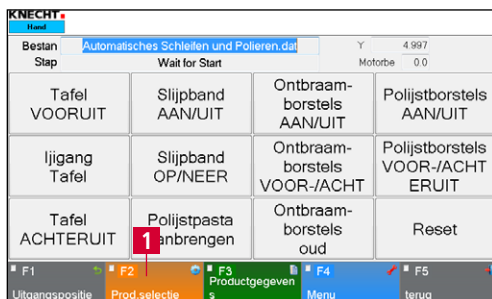 KNECHT
Hand
Bestan Automatisches Schleifen und Polieren.dat Y 4.997
Stap Wait for Start Motorbe 0.0
Tafel
VOORUIT
Slijpband
AAN/UIT
Ontbraam-
borstels
AAN/UIT
Polijstborstels
AAN/UIT
Ijigang
Tafel
Slijpband
OP/NEER
Ontbraam-
borstels
VOOR-/ACHT
Polijstborstels
VOOR-/ACHT
ERUIT
Tafel
ACHTERUIT
Polijstpasta
anbrengen
Ontbraam-
borstels
oud
Reset
1
F1
Uitgangspositie
F2
Prod.selectie
F3
Productgegeven
s
F4
Menu
F5
terug